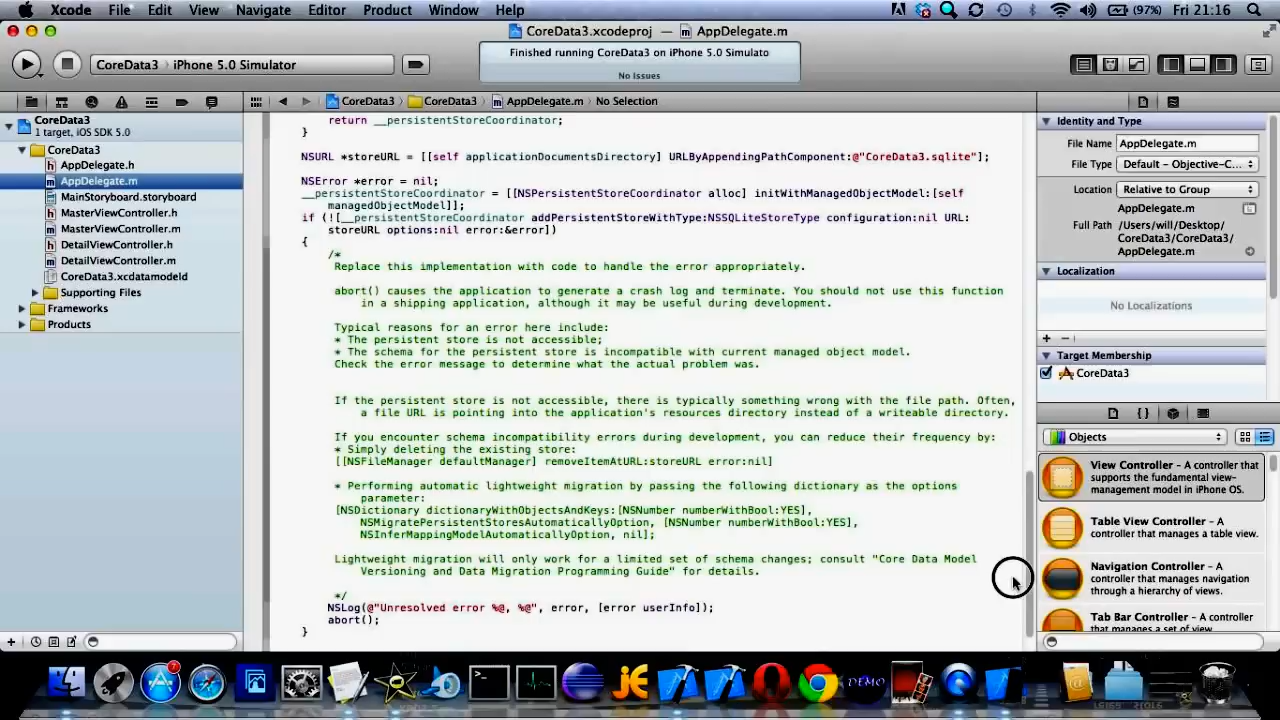 Xcode File Edit View Navigate Editor Product Window Help (97%) Fri 21:16
CoreData3.xcodeproj — AppDelegate.m
CoreData3 iPhone 5.0 Simulator
Finished running CoreData3 on iPhone 5.0 Simulato
No Issues
CoreData3 CoreData3 AppDelegate.m No Selection
CoreData3
1 target, iOS SDK 5.0
CoreData3
AppDelegate.h
AppDelegate.m
MainStoryboard.storyboard
MasterViewController.h
MasterViewController.m
DetailViewController.h
DetailViewController.m
CoreData3.xcdatamodeld
Supporting Files
Frameworks
Products
return __persistentStoreCoordinator;
}
NSURL *storeURL = [[self applicationDocumentsDirectory] URLByAppendingPathComponent:@"CoreData3.sqlite"];
NSError *error = nil;
__persistentStoreCoordinator = [[NSPersistentStoreCoordinator alloc] initWithManagedObjectModel:[self
managedObjectModel]];
if (![__persistentStoreCoordinator addPersistentStoreWithType:NSSQLiteStoreType configuration:nil URL:
storeURL options:nil error:&error])
{
/*
Replace this implementation with code to handle the error appropriately.
abort() causes the application to generate a crash log and terminate. You should not use this function
in a shipping application, although it may be useful during development.
Typical reasons for an error here include:
* The persistent store is not accessible;
* The schema for the persistent store is incompatible with current managed object model.
Check the error message to determine what the actual problem was.
If the persistent store is not accessible, there is typically something wrong with the file path. Often,
a file URL is pointing into the application's resources directory instead of a writeable directory.
If you encounter schema incompatibility errors during development, you can reduce their frequency by:
* Simply deleting the existing store:
[[NSFileManager defaultManager] removeItemAtURL:storeURL error:nil]
* Performing automatic lightweight migration by passing the following dictionary as the options
parameter:
[NSDictionary dictionaryWithObjectsAndKeys:[NSNumber numberWithBool:YES],
NSMigratePersistentStoresAutomaticallyOption, [NSNumber numberWithBool:YES],
NSInferMappingModelAutomaticallyOption, nil];
Lightweight migration will only work for a limited set of schema changes; consult "Core Data Model
Versioning and Data Migration Programming Guide" for details.
*/
NSLog(@"Unresolved error %@, %@", error, [error userInfo]);
abort();
}
Identity and Type
File Name AppDelegate.m
File Type Default - Objective-C...
Location Relative to Group
AppDelegate.m
Full Path /Users/will/Desktop/
CoreData3/CoreData3/
AppDelegate.m
Localization
No Localizations
Target Membership
CoreData3
Objects
View Controller - A controller that
supports the fundamental view-
management model in iPhone OS.
Table View Controller - A
controller that manages a table view.
Navigation Controller - A
controller that manages navigation
through a hierarchy of views.
Tab Bar Controller - A controller
that manages a set of view
7
DEMO